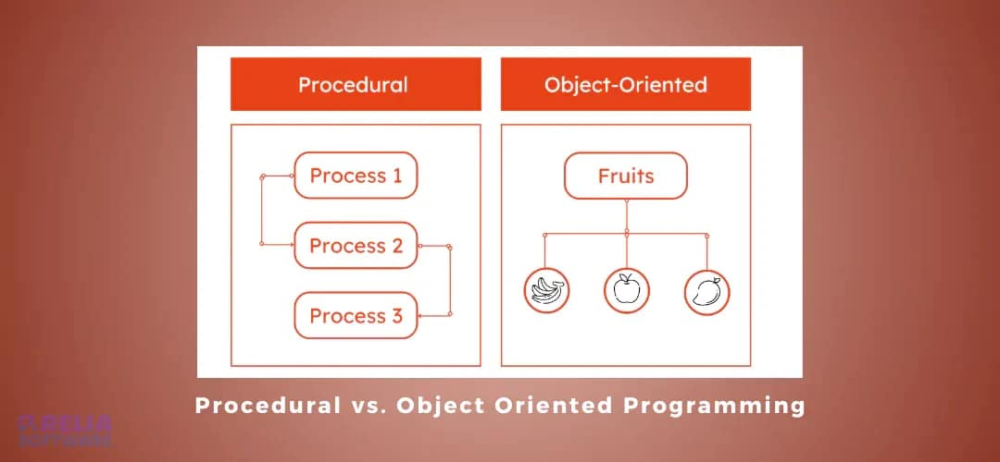 Procedural
Object-Oriented
Process 1
Process 2
Process 3
Fruits
Procedural vs. Object Oriented Programming
RELIA
SOFTWARE